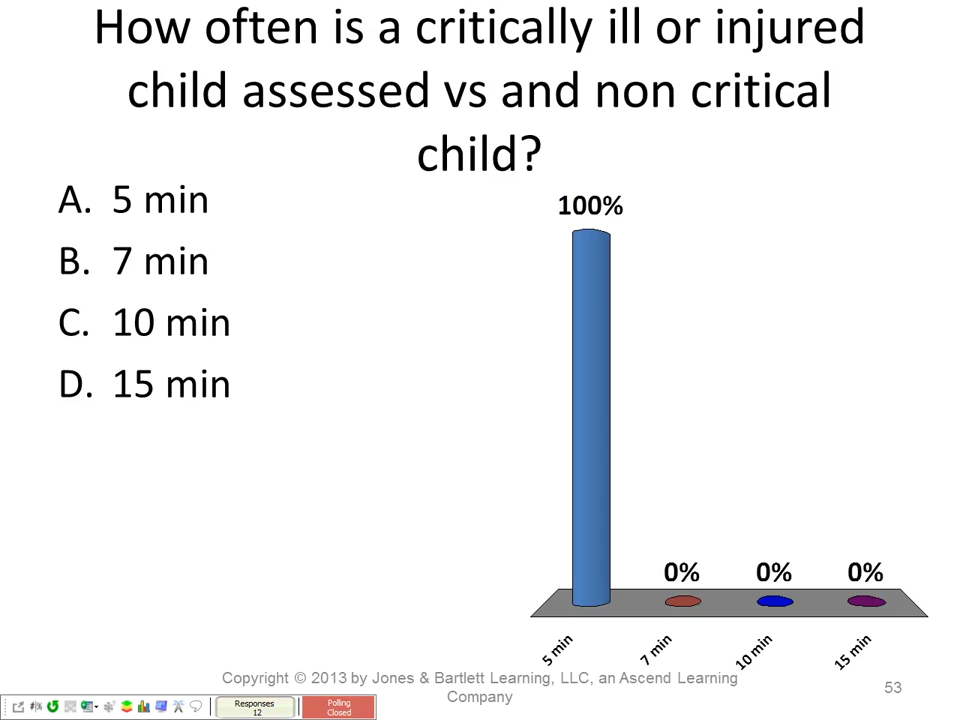 How often is a critically ill or injured
child assessed vs and non critical
child?
A. 5 min
B. 7 min
C. 10 min
D. 15 min
100%
0%
0%
0%
5 min
7 min
10 min
15 min
Copyright © 2013 by Jones & Bartlett Learning, LLC, an Ascend Learning
Company
53
Responses
12
Polling
Closed